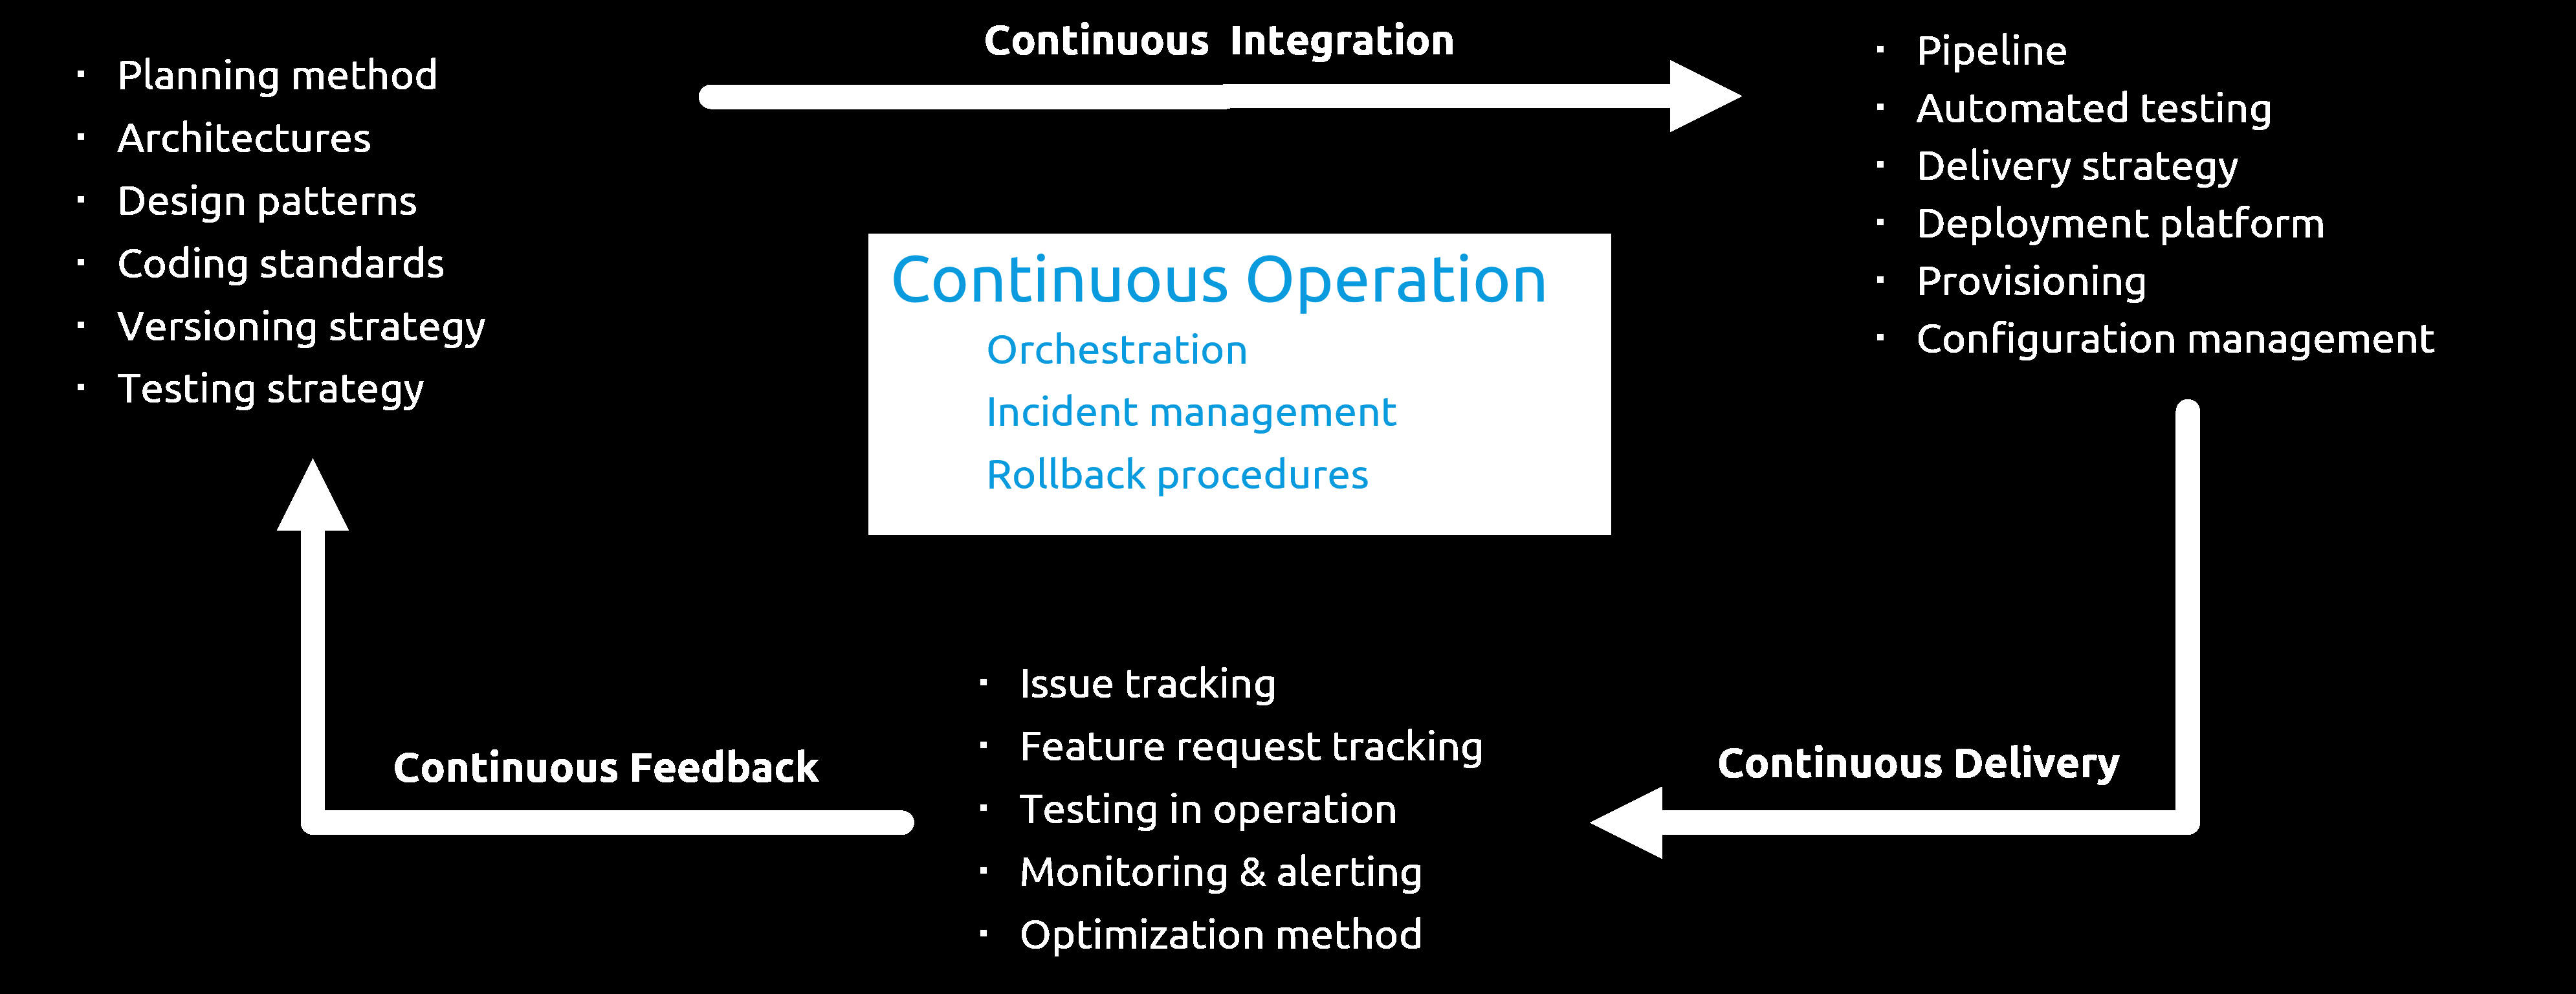 Continuous Integration
· Planning method
· Architectures
· Design patterns
· Coding standards
· Versioning strategy
· Testing strategy
· Pipeline
· Automated testing
· Delivery strategy
· Deployment platform
· Provisioning
· Configuration management
Continuous Operation
Orchestration
Incident management
Rollback procedures
Continuous Feedback
· Issue tracking
· Feature request tracking
· Testing in operation
· Monitoring & alerting
· Optimization method
Continuous Delivery